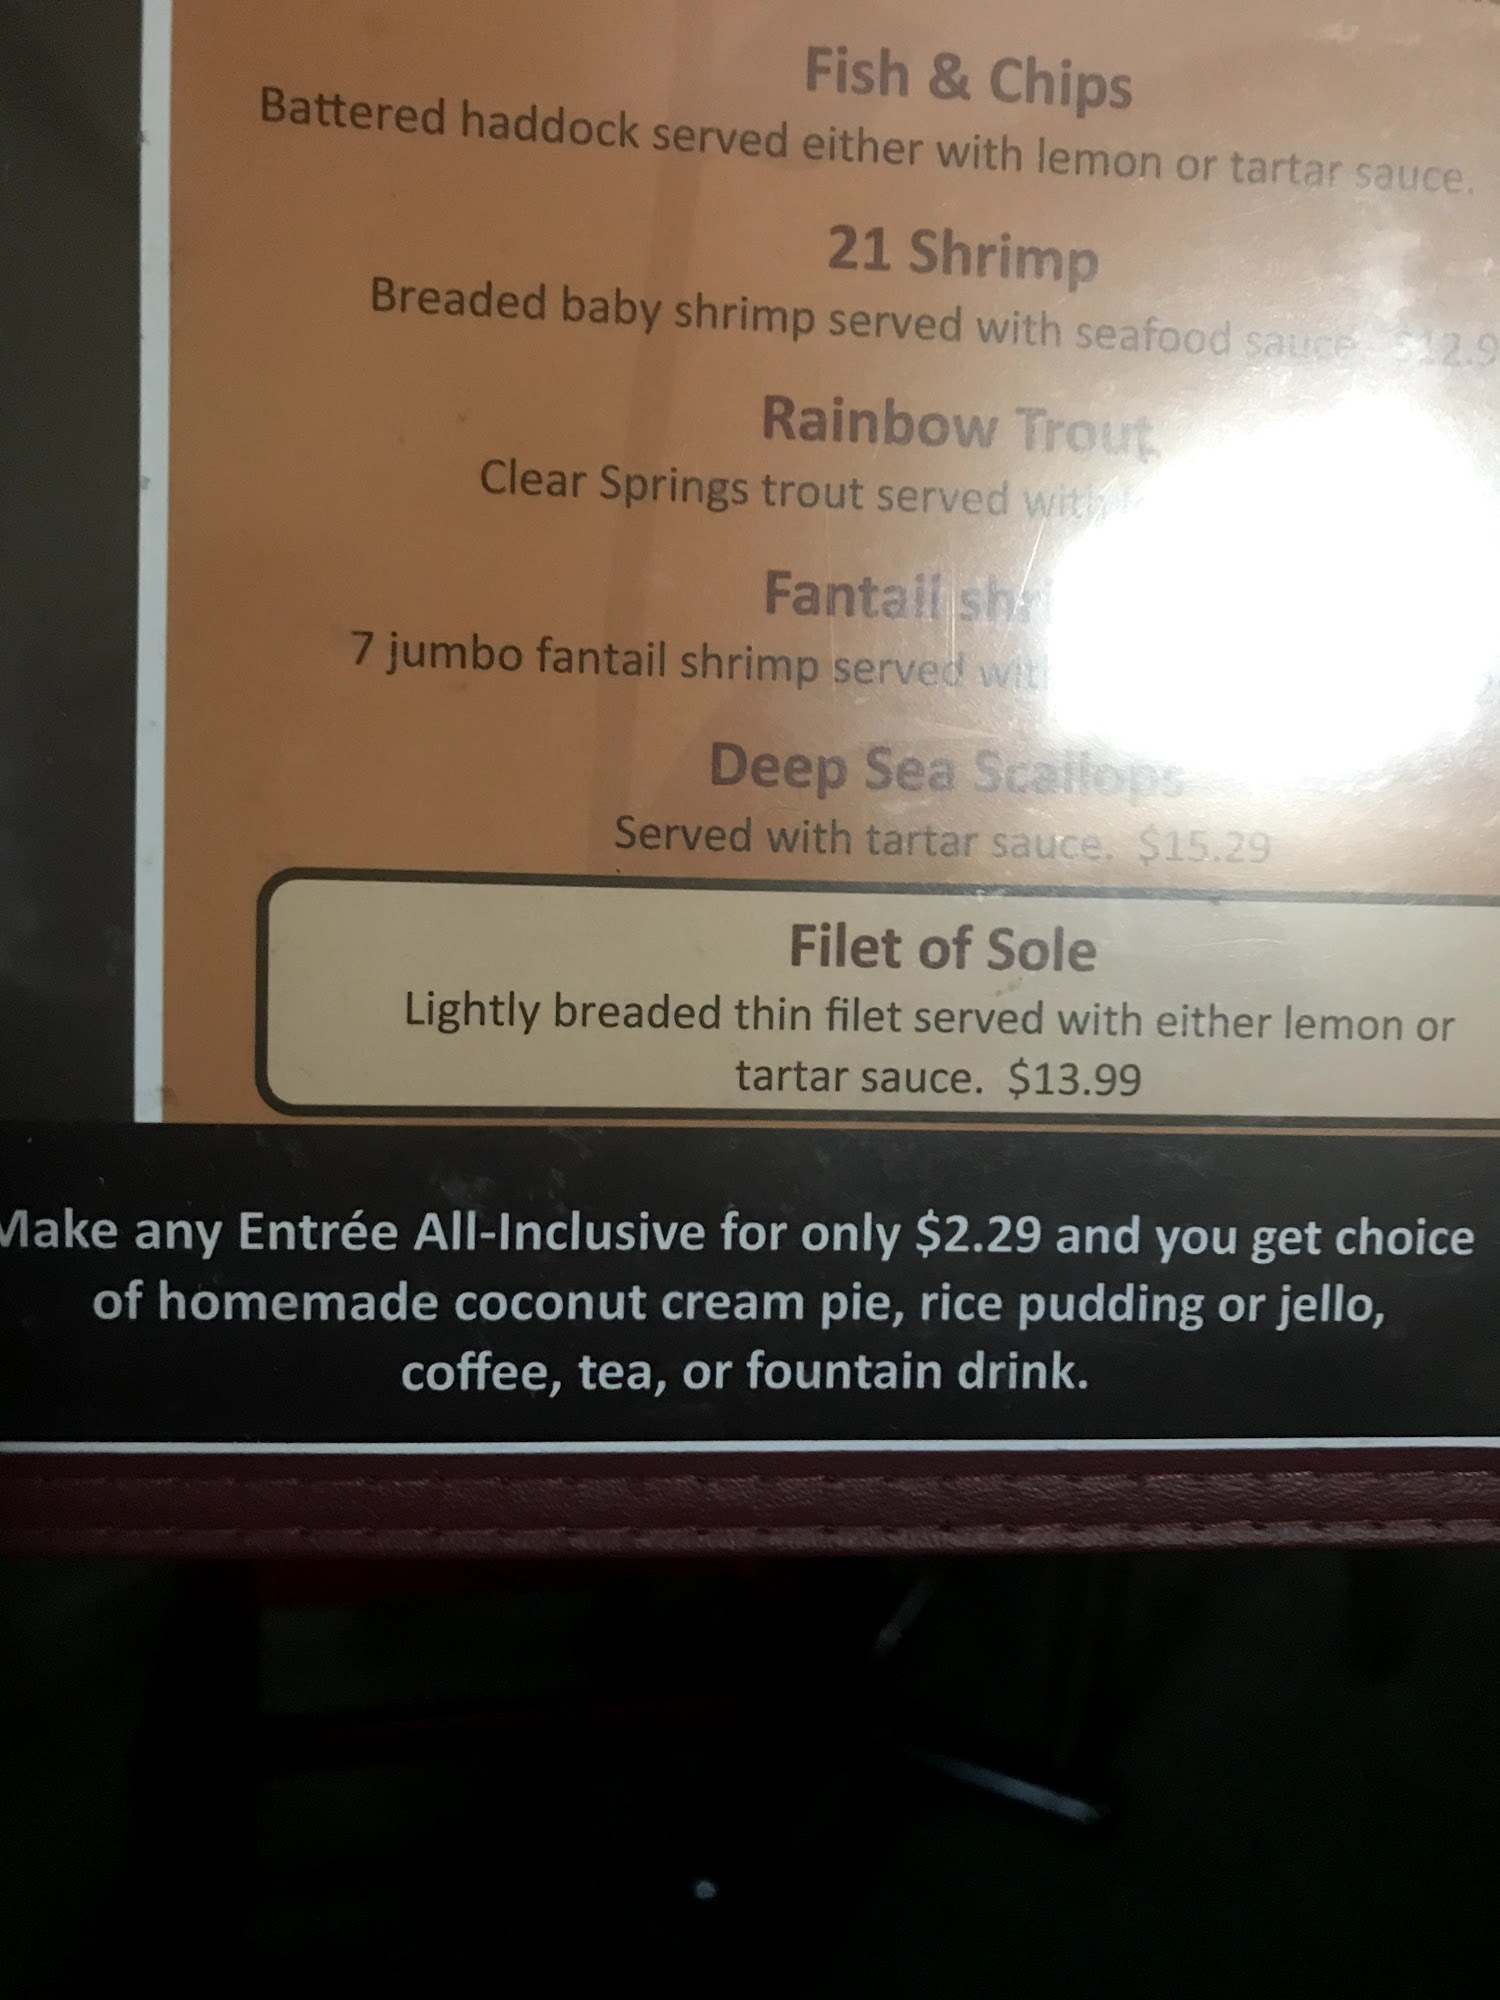 Fish & Chips
Battered haddock served either with lemon or tartar sauce.
21 Shrimp
Breaded baby shrimp served with seafood sauce. $12.9
Rainbow Trout
Clear Springs trout served with
Fantail
7 jumbo fantail shrimp served
Deep Sea Scallops
Served with tartar sauce. $15.29
Filet of Sole
Lightly breaded thin filet served with either lemon or
tartar sauce. $13.99
Make any Entrée All-Inclusive for only $2.29 and you get choice
of homemade coconut cream pie, rice pudding or jello,
coffee, tea, or fountain drink.